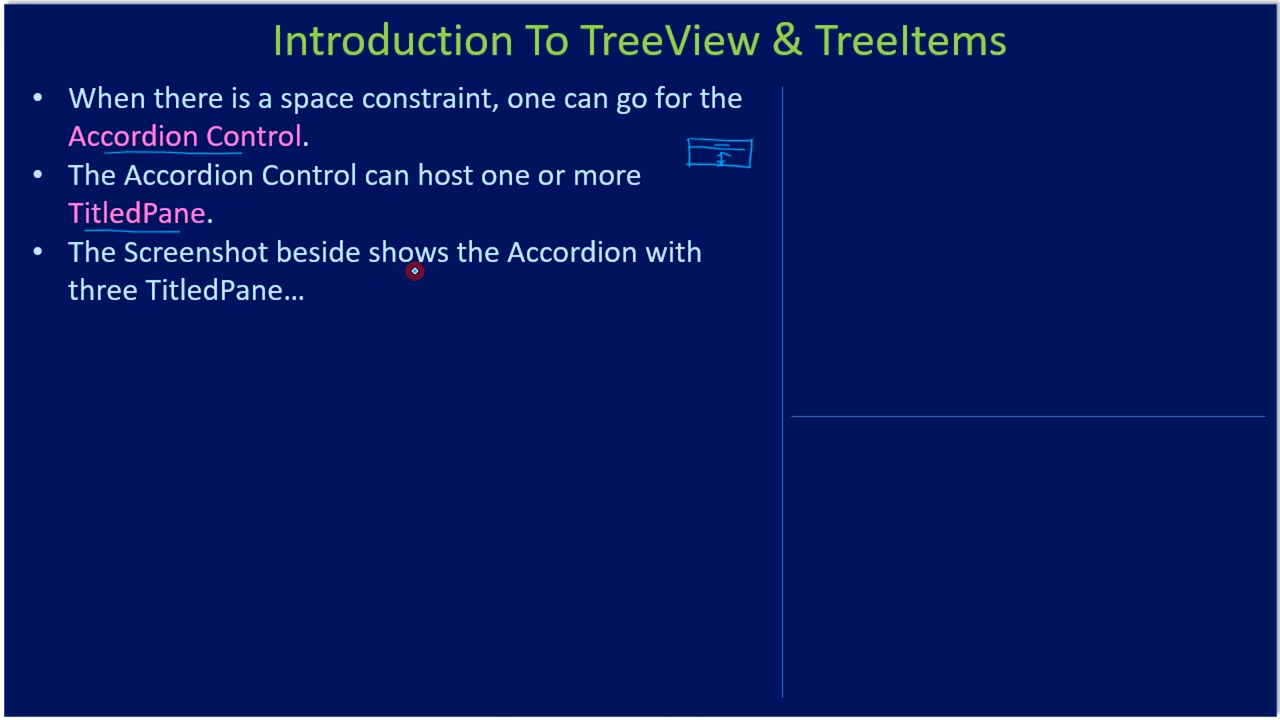 Introduction To TreeView & TreeItems
• When there is a space constraint, one can go for the
Accordion Control.
• The Accordion Control can host one or more
TitledPane.
• The Screenshot beside shows the Accordion with
three TitledPane…